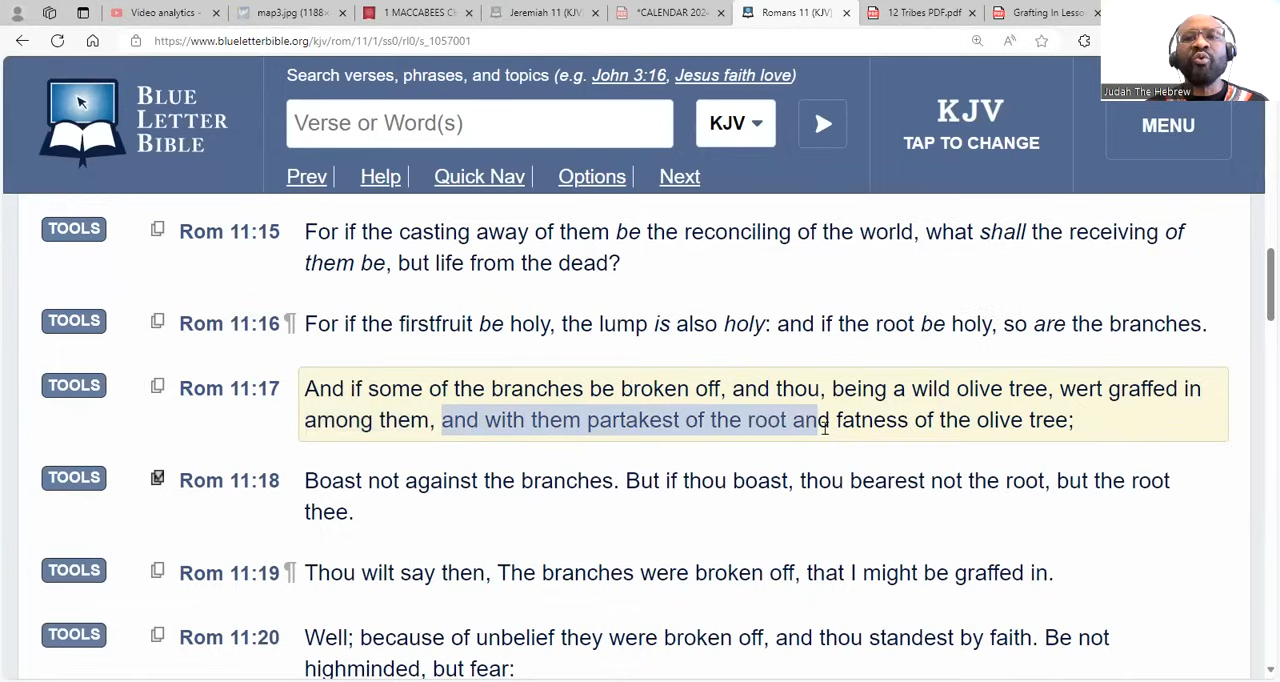 Video analytics -
map3.jpg (1188×
1 MACCABEES C
Jeremiah 11 (KJV
*CALENDAR 202
Romans 11 (KJV)
12 Tribes PDF.pdf
Grafting In Lesso
https://www.blueletterbible.org/kjv/rom/11/1/ss0/rl0/s_1057001
Judah The Hebrew
BLUE
LETTER
BIBLE
Search verses, phrases, and topics (e.g. John 3:16, Jesus faith love)
Verse or Word(s)
KJV
KJV
TAP TO CHANGE
MENU
Prev
Help
Quick Nav
Options
Next
TOOLS
Rom 11:15
For if the casting away of them be the reconciling of the world, what shall the receiving of
them be, but life from the dead?
TOOLS
Rom 11:16
¶ For if the firstfruit be holy, the lump is also holy: and if the root be holy, so are the branches.
TOOLS
Rom 11:17
And if some of the branches be broken off, and thou, being a wild olive tree, wert graffed in
among them, and with them partakest of the root and fatness of the olive tree;
TOOLS
Rom 11:18
Boast not against the branches. But if thou boast, thou bearest not the root, but the root
thee.
TOOLS
Rom 11:19
¶ Thou wilt say then, The branches were broken off, that I might be graffed in.
TOOLS
Rom 11:20
Well; because of unbelief they were broken off, and thou standest by faith. Be not
highminded, but fear: